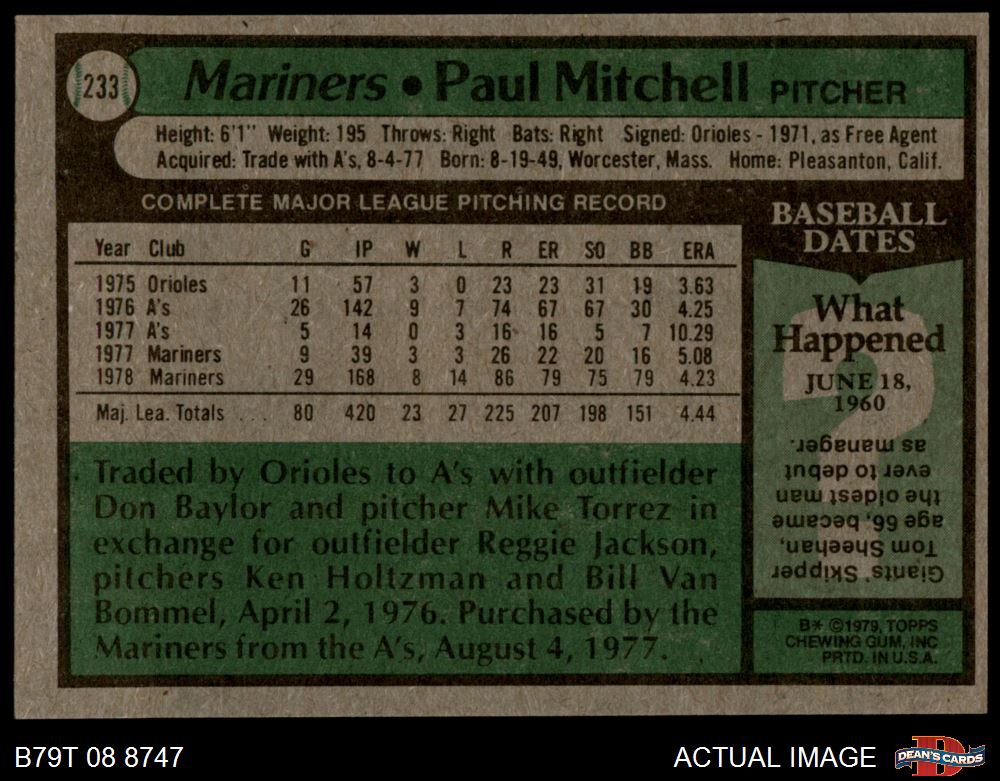 233
Mariners • Paul Mitchell PITCHER
Height: 6'1" Weight: 195 Throws: Right Bats: Right Signed: Orioles - 1971, as Free Agent
Acquired: Trade with A's, 8-4-77 Born: 8-19-49, Worcester, Mass. Home: Pleasanton, Calif.
COMPLETE MAJOR LEAGUE PITCHING RECORD
Year Club G IP W L R ER SO BB ERA
1975 Orioles 11 57 3 0 23 23 31 19 3.63
1976 A's 26 142 9 7 74 67 67 30 4.25
1977 A's 5 14 0 3 16 16 5 7 10.29
1977 Mariners 9 39 3 3 26 22 20 16 5.08
1978 Mariners 29 168 8 14 86 79 75 79 4.23
Maj. Lea. Totals ... 80 420 23 27 225 207 198 151 4.44
Traded by Orioles to A's with outfielder
Don Baylor and pitcher Mike Torrez in
exchange for outfielder Reggie Jackson,
pitchers Ken Holtzman and Bill Van
Bommel, April 2, 1976. Purchased by the
Mariners from the A's, August 4, 1977.
BASEBALL
DATES
What
Happened
JUNE 18,
1960
?
Giants' Skipper
Tom Sheehan,
age 66, became
the oldest man
ever to debut
as manager.
B* ©1979, TOPPS
CHEWING GUM, INC
PRTD. IN U.S.A.
B79T 08 8747
ACTUAL IMAGE
D
DEAN'S CARDS